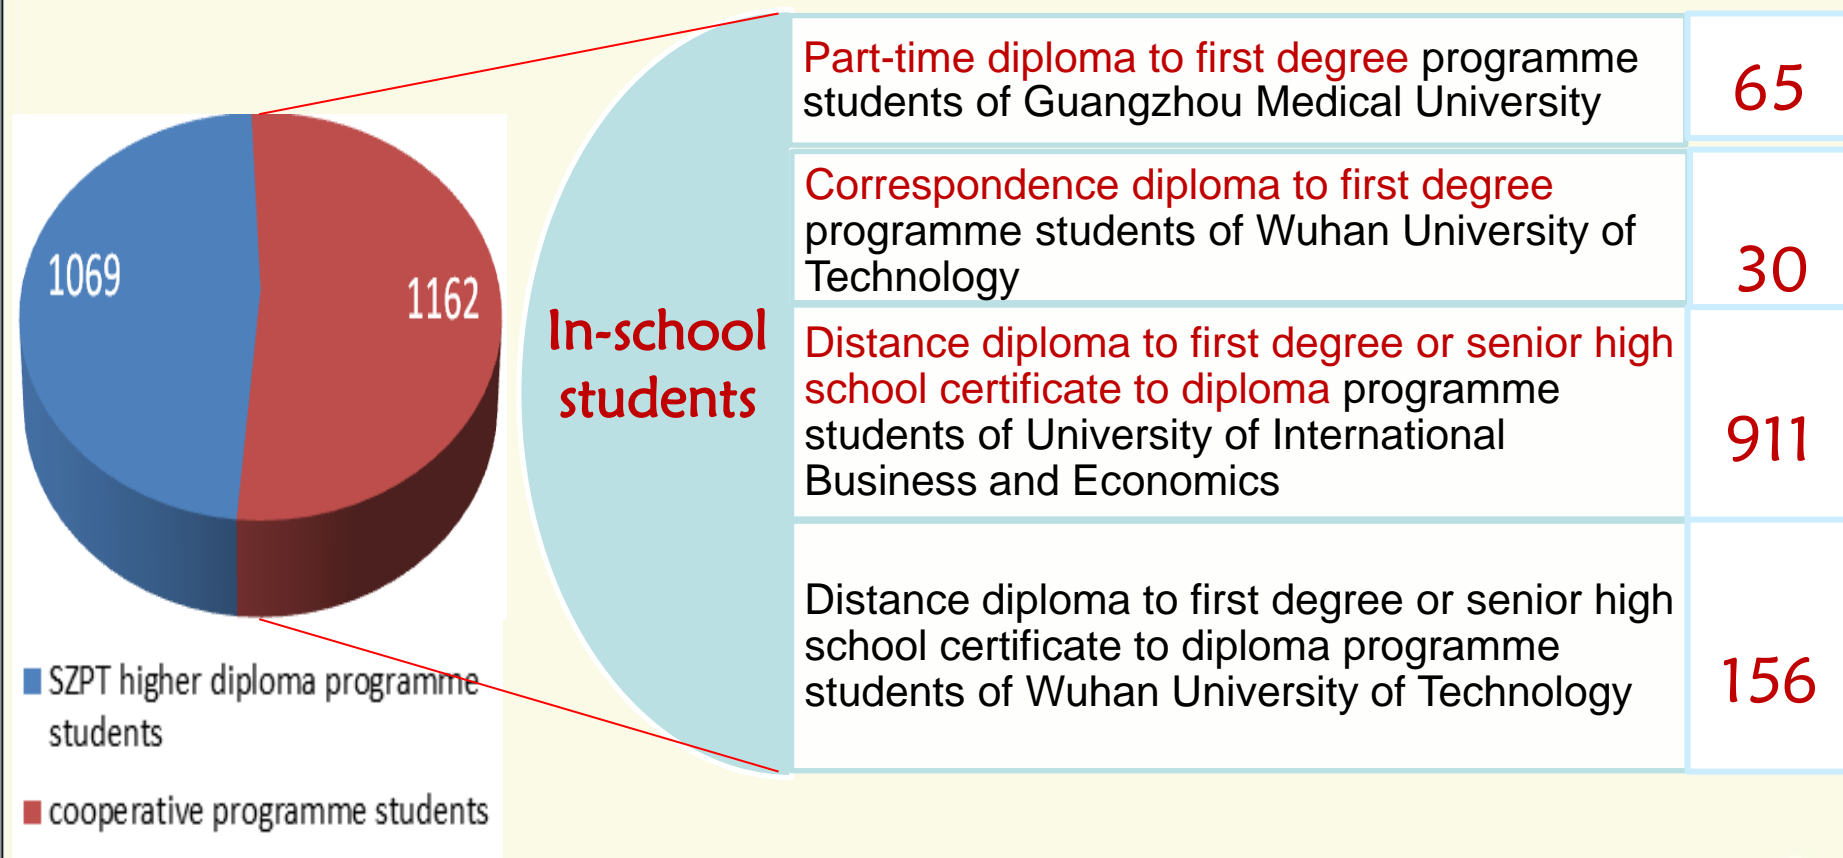 1069
1162
SZPT higher diploma programme
students
cooperative programme students
In-school
students
Part-time diploma to first degree programme
students of Guangzhou Medical University
65
Correspondence diploma to first degree
programme students of Wuhan University of
Technology
30
Distance diploma to first degree or senior high
school certificate to diploma programme
students of University of International
Business and Economics
911
Distance diploma to first degree or senior high
school certificate to diploma programme
students of Wuhan University of Technology
156